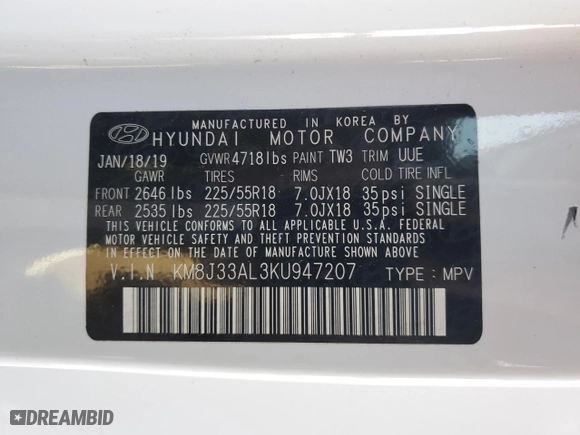 MANUFACTURED IN KOREA BY
HYUNDAI MOTOR COMPANY
JAN/18/19 GVWR4718lbs PAINT TW3 TRIM UUE
GAWR TIRES RIMS COLD TIRE INFL
FRONT 2646 lbs 225/55R18 7.0JX18 35psi SINGLE
REAR 2535 lbs 225/55R18 7.0JX18 35psi SINGLE
THIS VEHICLE CONFORMS TO ALL APPLICABLE U.S.A. FEDERAL
MOTOR VEHICLE SAFETY, BUMPER, AND THEFT PREVENTION
STANDARDS IN EFFECT ON THE DATE OF MANUFACTURE SHOWN ABOVE.
V.I.N KM8J33AL3KU947207 TYPE : MPV
DREAMBID